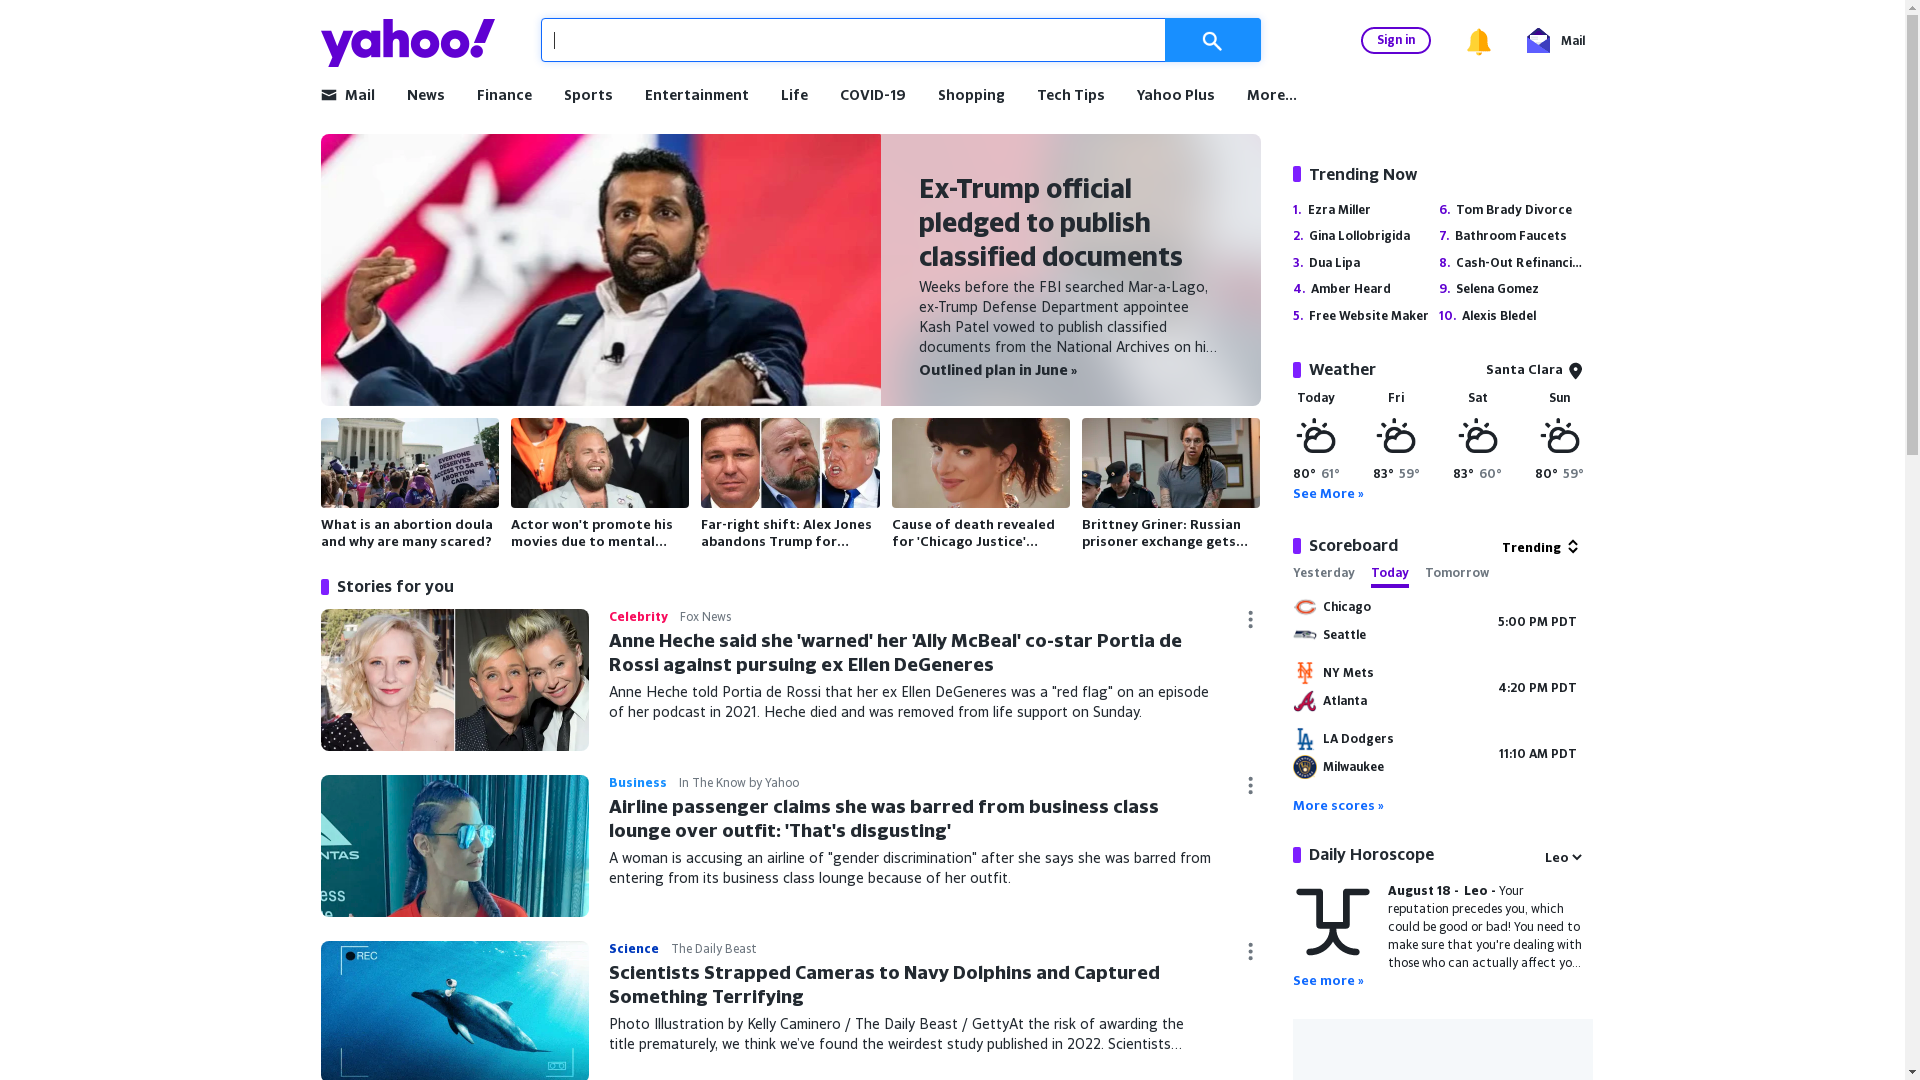 yahoo!
Sign in
Mail
Mail
News
Finance
Sports
Entertainment
Life
COVID-19
Shopping
Tech Tips
Yahoo Plus
More...
Ex-Trump official
pledged to publish
classified documents
Weeks before the FBI searched Mar-a-Lago,
ex-Trump Defense Department appointee
Kash Patel vowed to publish classified
documents from the National Archives on hi...
Outlined plan in June »
EVERYONE
DESERVES
ACCESS TO SAFE
ABORTION
CARE
What is an abortion doula
and why are many scared?
Actor won't promote his
movies due to mental...
Far-right shift: Alex Jones
abandons Trump for...
Cause of death revealed
for 'Chicago Justice'...
Brittney Griner: Russian
prisoner exchange gets...
Stories for you
Celebrity
Fox News
Anne Heche said she 'warned' her 'Ally McBeal' co-star Portia de
Rossi against pursuing ex Ellen DeGeneres
Anne Heche told Portia de Rossi that her ex Ellen DeGeneres was a "red flag" on an episode
of her podcast in 2021. Heche died and was removed from life support on Sunday.
ANTAS
ess
Business
In The Know by Yahoo
Airline passenger claims she was barred from business class
lounge over outfit: 'That's disgusting'
A woman is accusing an airline of "gender discrimination" after she says she was barred from
entering from its business class lounge because of her outfit.
REC
Science
The Daily Beast
Scientists Strapped Cameras to Navy Dolphins and Captured
Something Terrifying
Photo Illustration by Kelly Caminero / The Daily Beast / GettyAt the risk of awarding the
title prematurely, we think we've found the weirdest study published in 2022. Scientists...
Trending Now
1. Ezra Miller
2. Gina Lollobrigida
3. Dua Lipa
4. Amber Heard
5. Free Website Maker
6. Tom Brady Divorce
7. Bathroom Faucets
8. Cash-Out Refinanci...
9. Selena Gomez
10. Alexis Bledel
Weather
Santa Clara
Today
Fri
Sat
Sun
80° 61°
83° 59°
83° 60°
80° 59°
See More »
Scoreboard
Trending
Yesterday
Today
Tomorrow
Chicago
Seattle
5:00 PM PDT
NY Mets
Atlanta
4:20 PM PDT
LA Dodgers
Milwaukee
11:10 AM PDT
More scores »
Daily Horoscope
Leo
August 18 - Leo - Your
reputation precedes you, which
could be good or bad! You need to
make sure that you're dealing with
those who can actually affect yo...
See more »